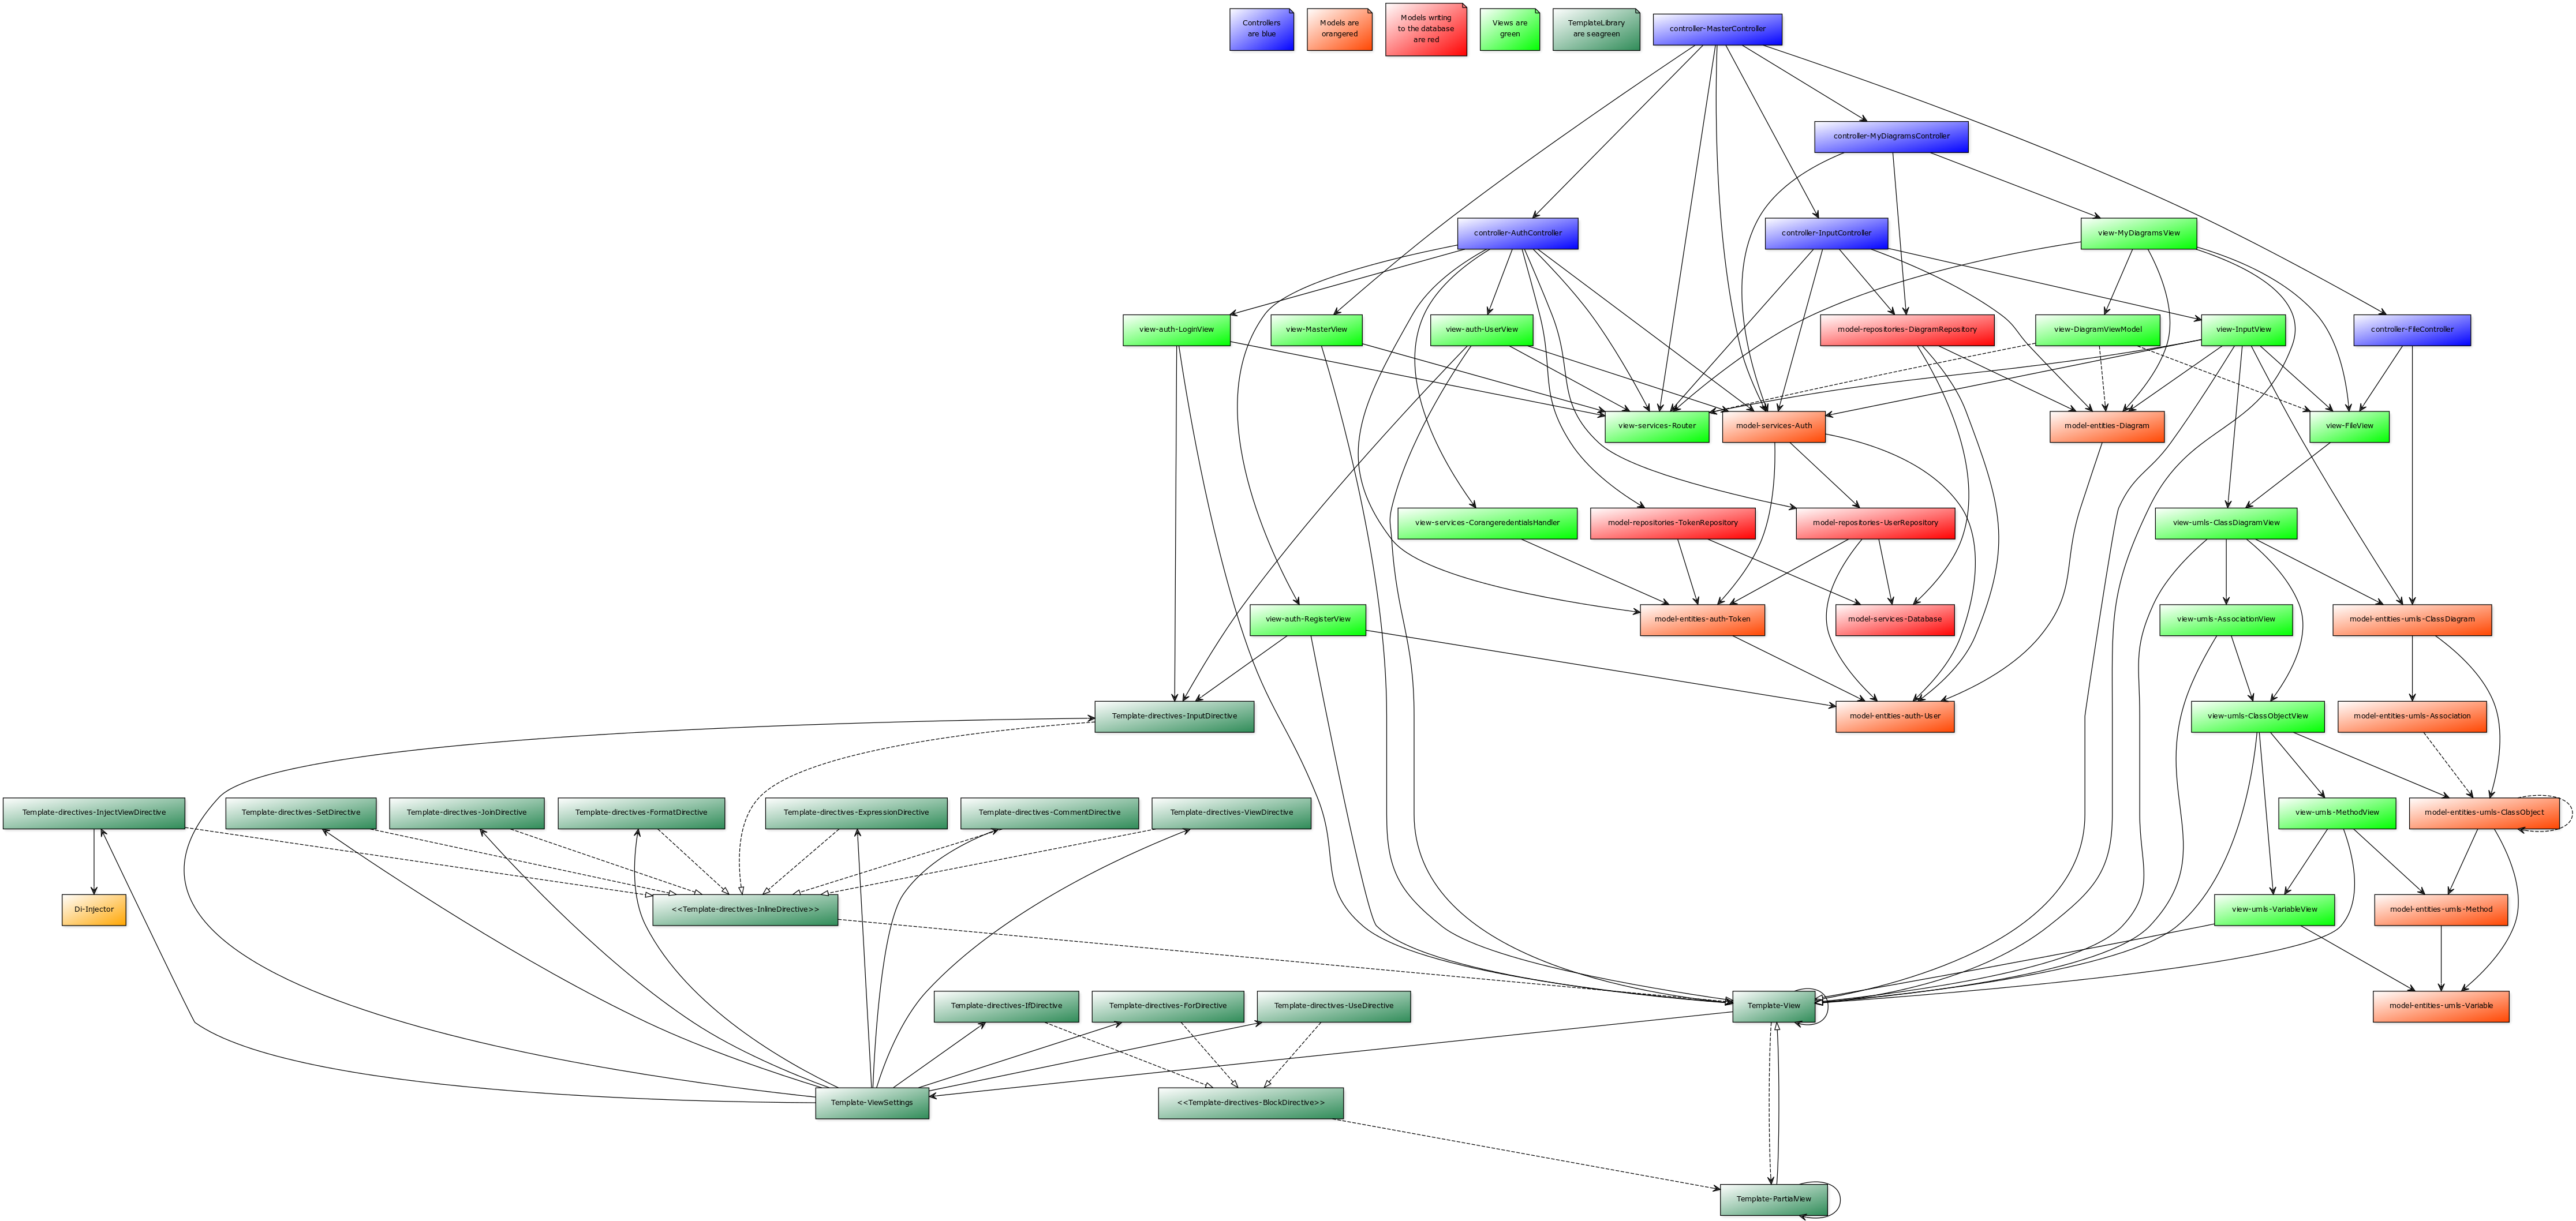 Controllers
are blue
Models are
orangered
Models writing
to the database
are red
Views are
green
TemplateLibrary
are seagreen
controller-MasterController
controller-MyDiagramsController
controller-AuthController
controller-InputController
view-MyDiagramsView
view-auth-LoginView
view-MasterView
view-auth-UserView
model-repositories-DiagramRepository
view-DiagramViewModel
view-InputView
controller-FileController
view-services-Router
model-services-Auth
model-entities-Diagram
view-FileView
view-services-CorangeredentialsHandler
model-repositories-TokenRepository
model-repositories-UserRepository
view-umls-ClassDiagramView
view-auth-RegisterView
model-entities-auth-Token
model-services-Database
view-umls-AssociationView
model-entities-umls-ClassDiagram
Template-directives-InputDirective
model-entities-auth-User
view-umls-ClassObjectView
model-entities-umls-Association
Template-directives-InjectViewDirective
Template-directives-SetDirective
Template-directives-JoinDirective
Template-directives-FormatDirective
Template-directives-ExpressionDirective
Template-directives-CommentDirective
Template-directives-ViewDirective
view-umls-MethodView
model-entities-umls-ClassObject
Di-Injector
<<Template-directives-InlineDirective>>
view-umls-VariableView
model-entities-umls-Method
Template-directives-IfDirective
Template-directives-ForDirective
Template-directives-UseDirective
Template-View
model-entities-umls-Variable
Template-ViewSettings
<<Template-directives-BlockDirective>>
Template-PartialView